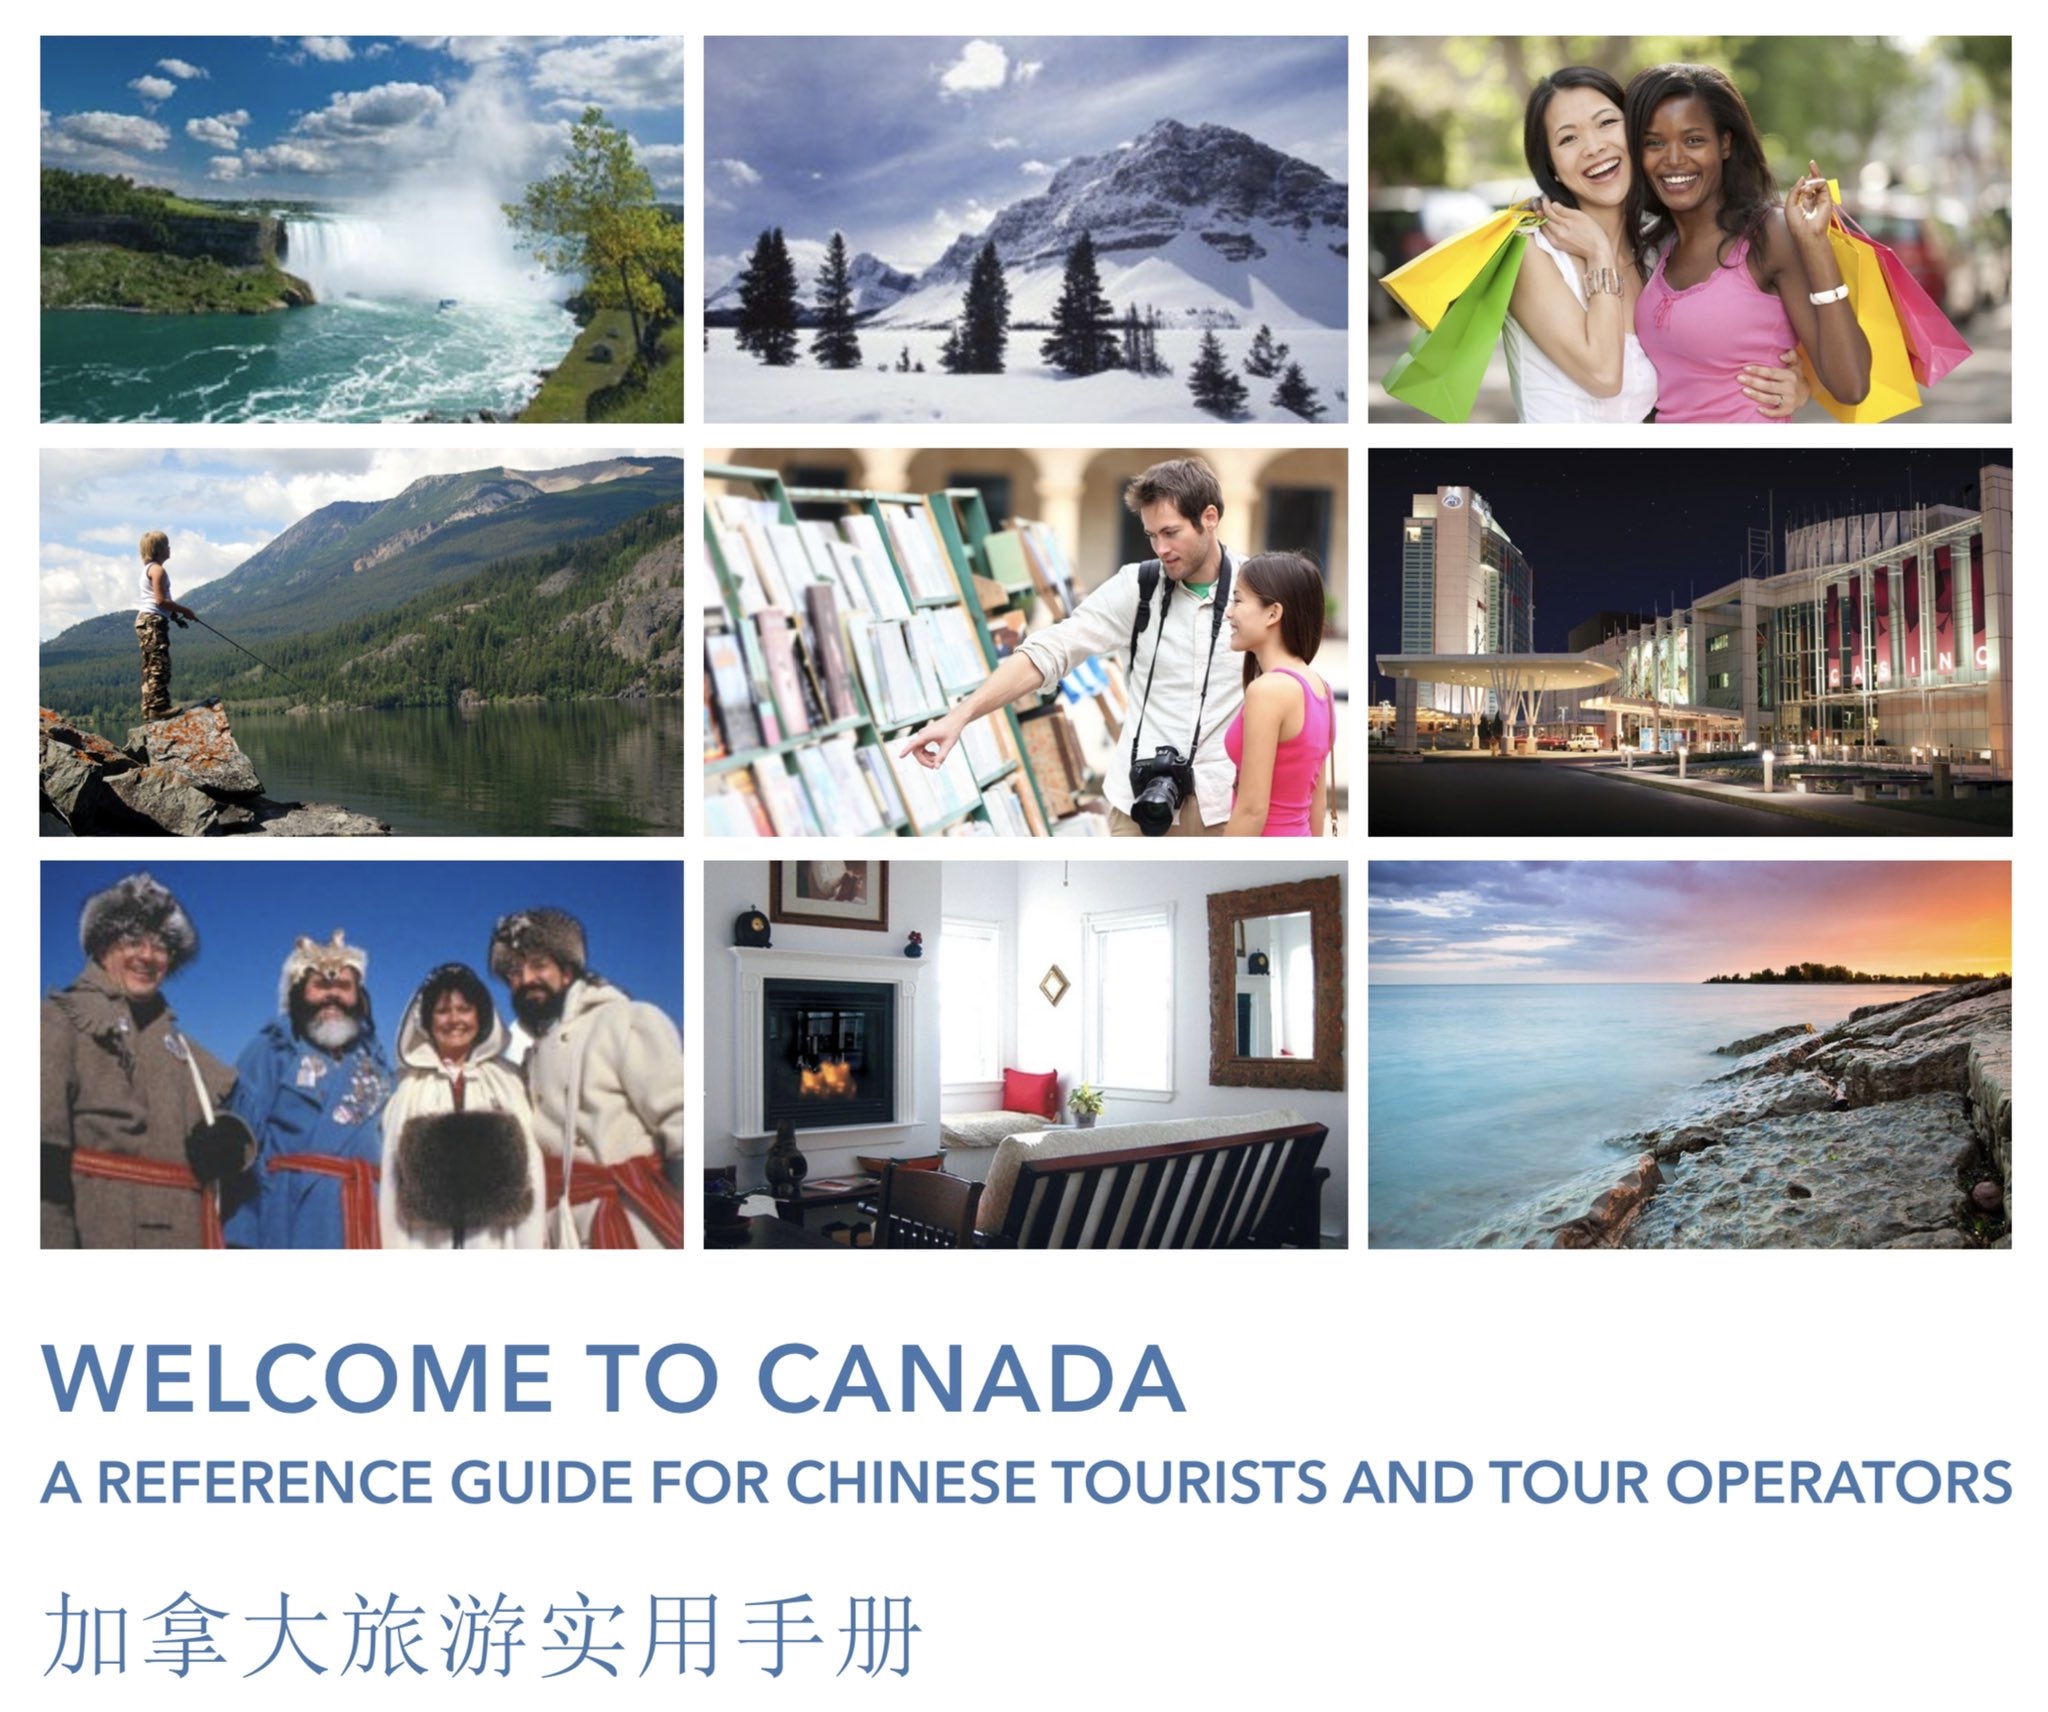 CASINO
WELCOME TO CANADA
A REFERENCE GUIDE FOR CHINESE TOURISTS AND TOUR OPERATORS
加拿大旅游实用手册